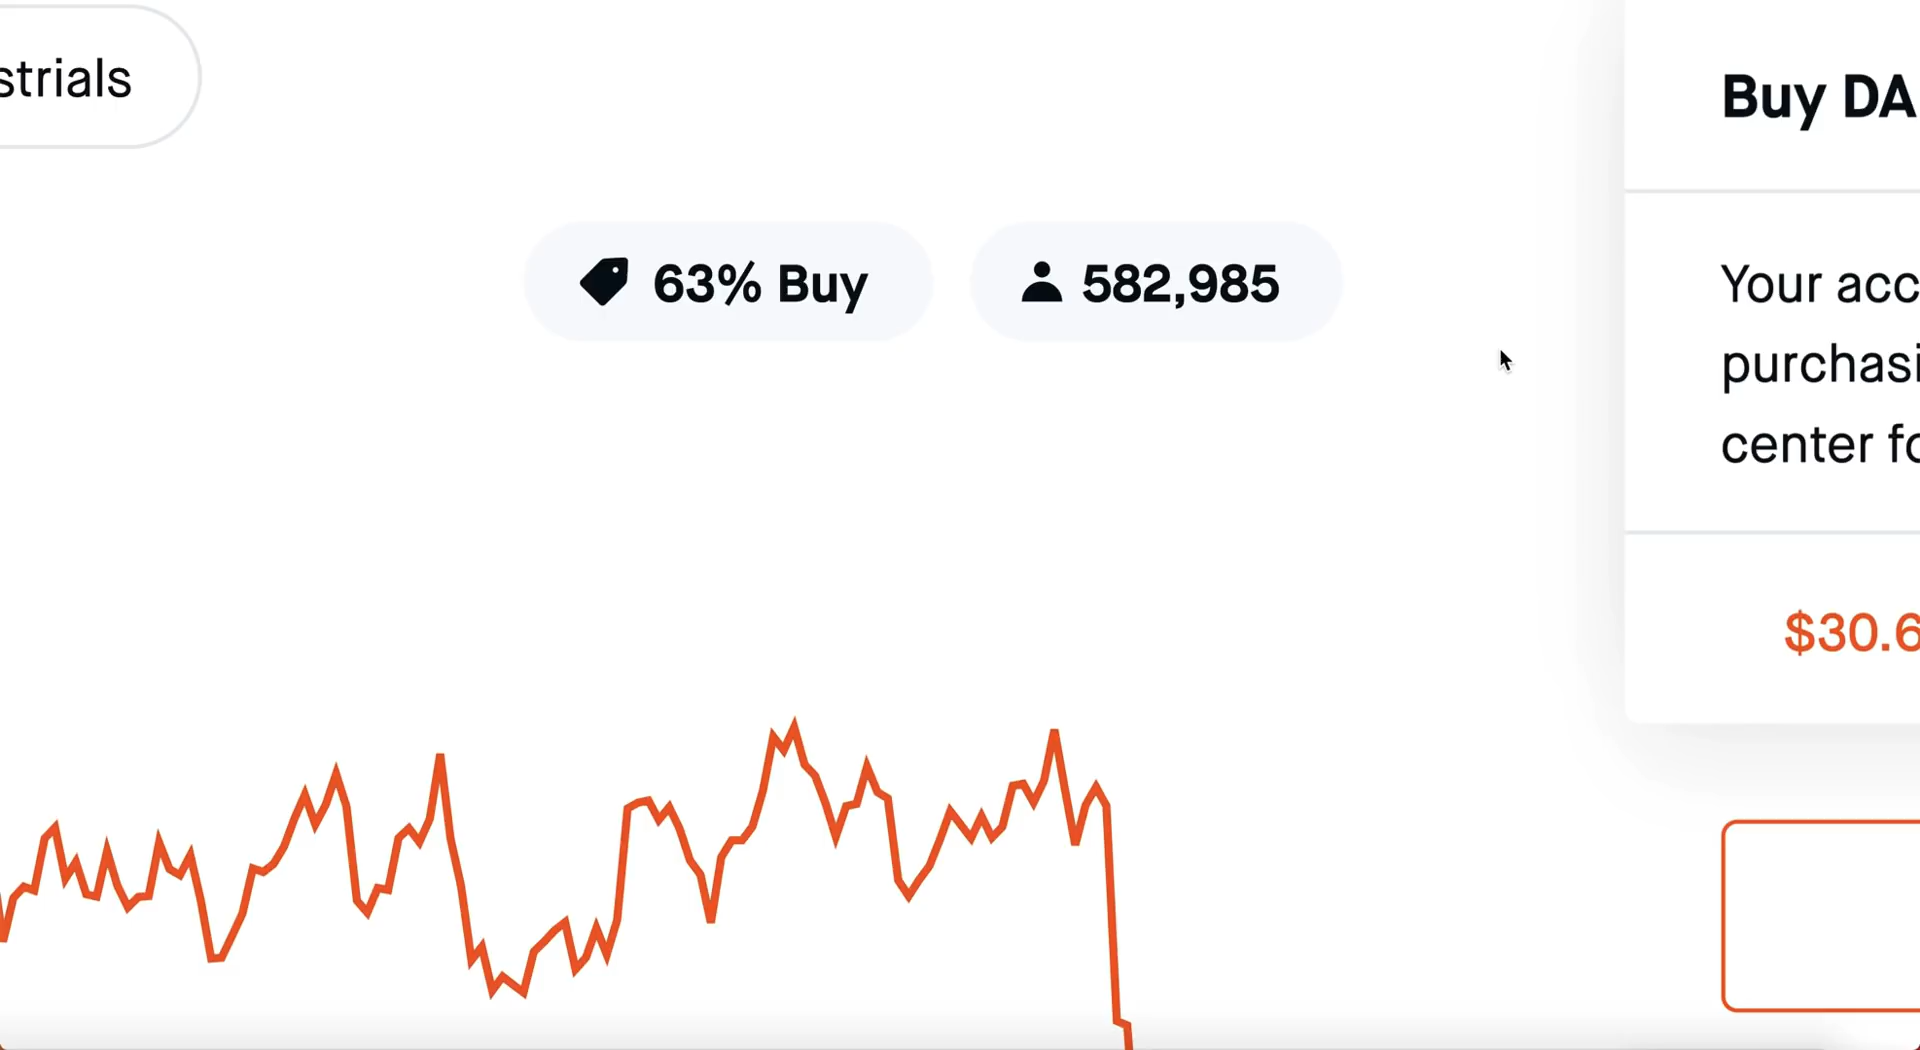 strials
63% Buy
582,985
Buy DA
Your acc
purchasi
center fo
$30.6